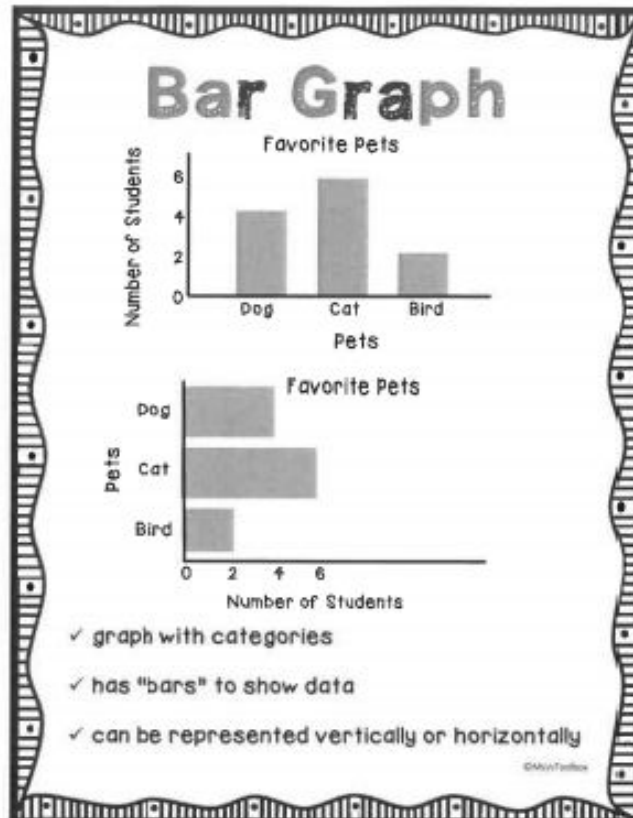 Bar Graph
Favorite Pets
Number of Students
6
4
2
0
Dog Cat Bird
Pets
Favorite Pets
Pets
Dog
Cat
Bird
0 2 4 6
Number of Students
✓ graph with categories
✓ has "bars" to show data
✓ can be represented vertically or horizontally